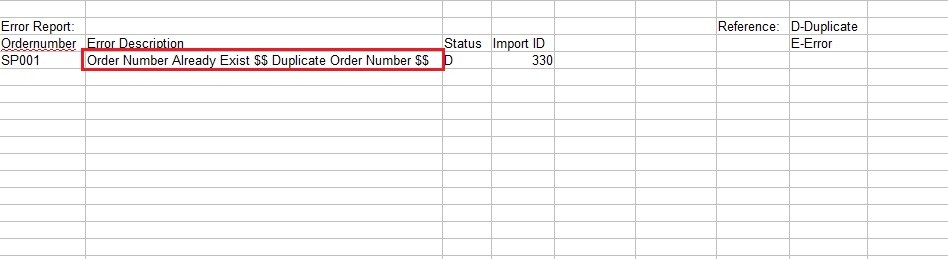 Error Report: Reference: D-Duplicate
Ordernumber Error Description Status Import ID E-Error
SP001 Order Number Already Exist $$ Duplicate Order Number $$ D 330